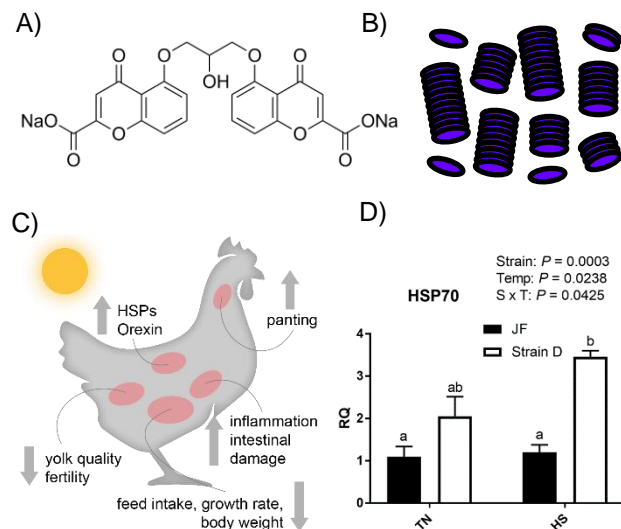 A)
O
O
O
O
OH
NaO
O
O
ONa
O
O
B)
C)
HSPs
Orexin
panting
inflammation
intestinal
damage
yolk quality
fertility
feed intake, growth rate,
body weight
D)
Strain: P = 0.0003
Temp: P = 0.0238
S x T: P = 0.0425
HSP70
JF
Strain D
4
3
2
1
0
RQ
a
ab
a
b
TN
HS